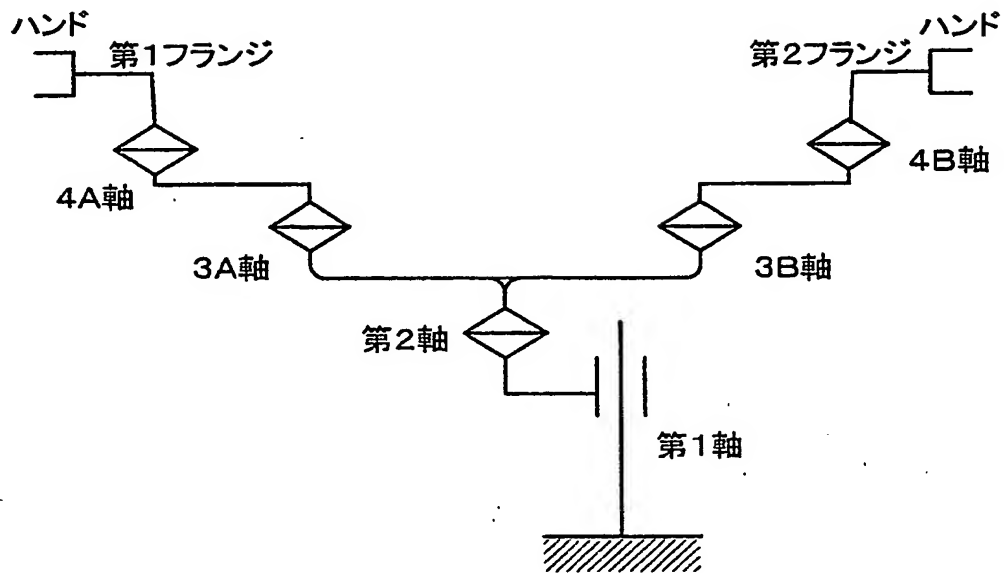 ハンド
ハンド
第1フランジ
第2フランジ
4A軸
4B軸
3A軸
3B軸
第2軸
第1軸